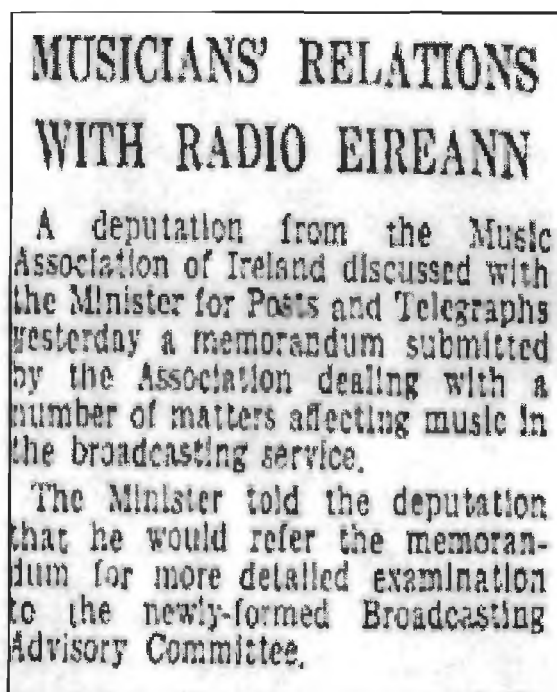 MUSICIANS' RELATIONS
WITH RADIO EIREANN
A deputation from the Music
Association of Ireland discussed with
the Minister for Posts and Telegraphs
yesterday a memorandum submitted
by the Association dealing with a
number of matters affecting music in
the broadcasting service.
The Minister told the deputation
that he would refer the memoran-
dum for more detailed examination
to the newly-formed Broadcasting
Advisory Committee.